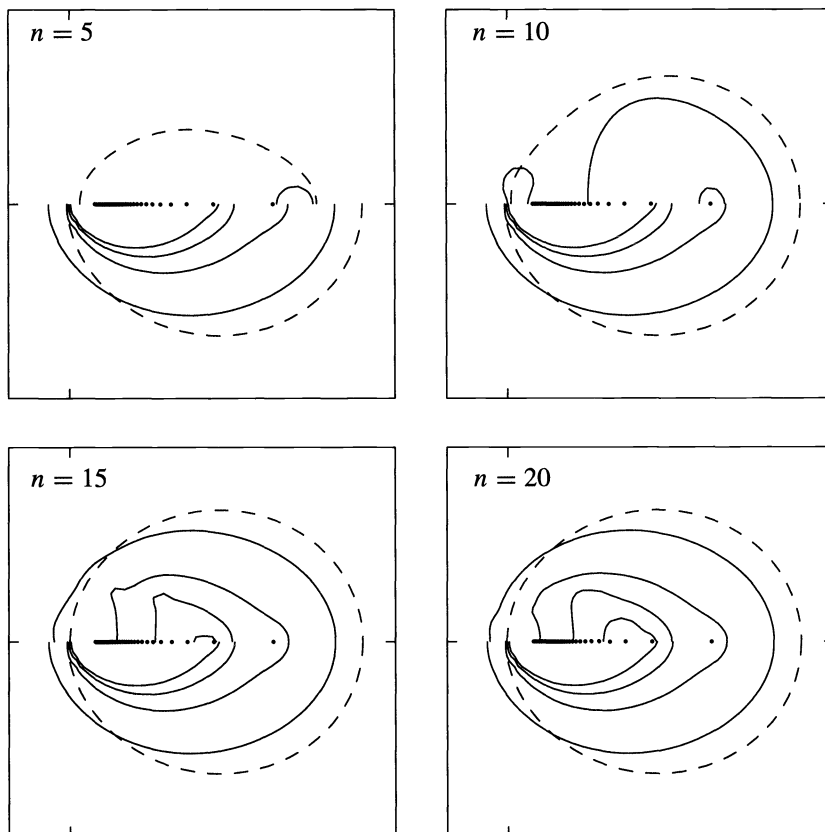 n = 5
n = 10
n = 15
n = 20